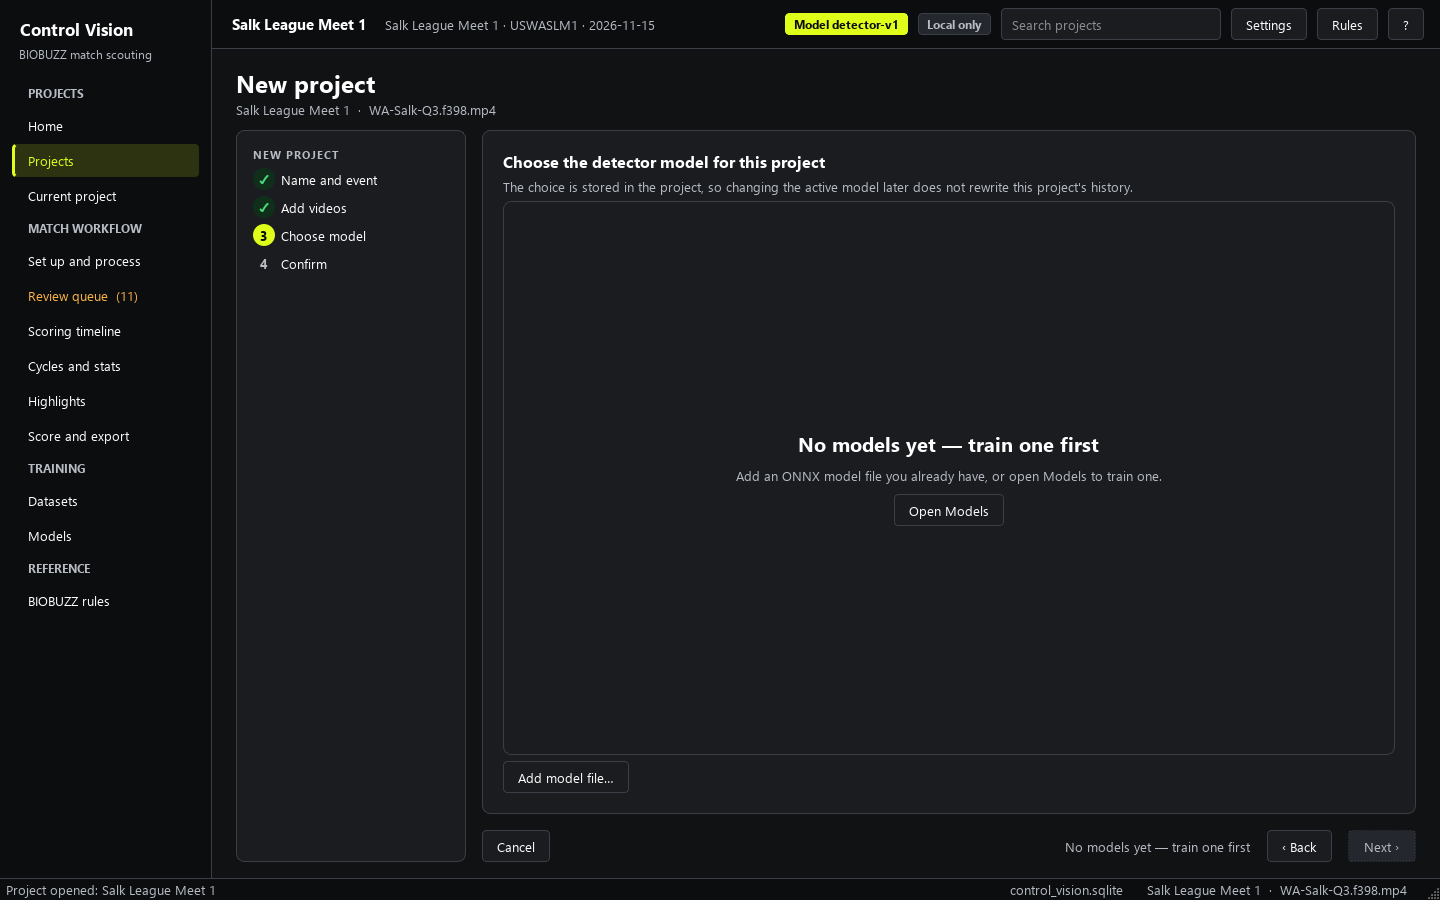 Control Vision
BIOBUZZ match scouting
PROJECTS
Home
Projects
Current project
MATCH WORKFLOW
Set up and process
Review queue (11)
Scoring timeline
Cycles and stats
Highlights
Score and export
TRAINING
Datasets
Models
REFERENCE
BIOBUZZ rules
Salk League Meet 1 Salk League Meet 1 · USWASLM1 · 2026-11-15 Model detector-v1 Local only Search projects Settings Rules ?
New project
Salk League Meet 1 · WA-Salk-Q3.f398.mp4
NEW PROJECT
✓ Name and event
✓ Add videos
3 Choose model
4 Confirm
Choose the detector model for this project
The choice is stored in the project, so changing the active model later does not rewrite this project's history.
No models yet — train one first
Add an ONNX model file you already have, or open Models to train one.
Open Models
Add model file...
Cancel No models yet — train one first ‹ Back Next ›
Project opened: Salk League Meet 1 control_vision.sqlite Salk League Meet 1 · WA-Salk-Q3.f398.mp4